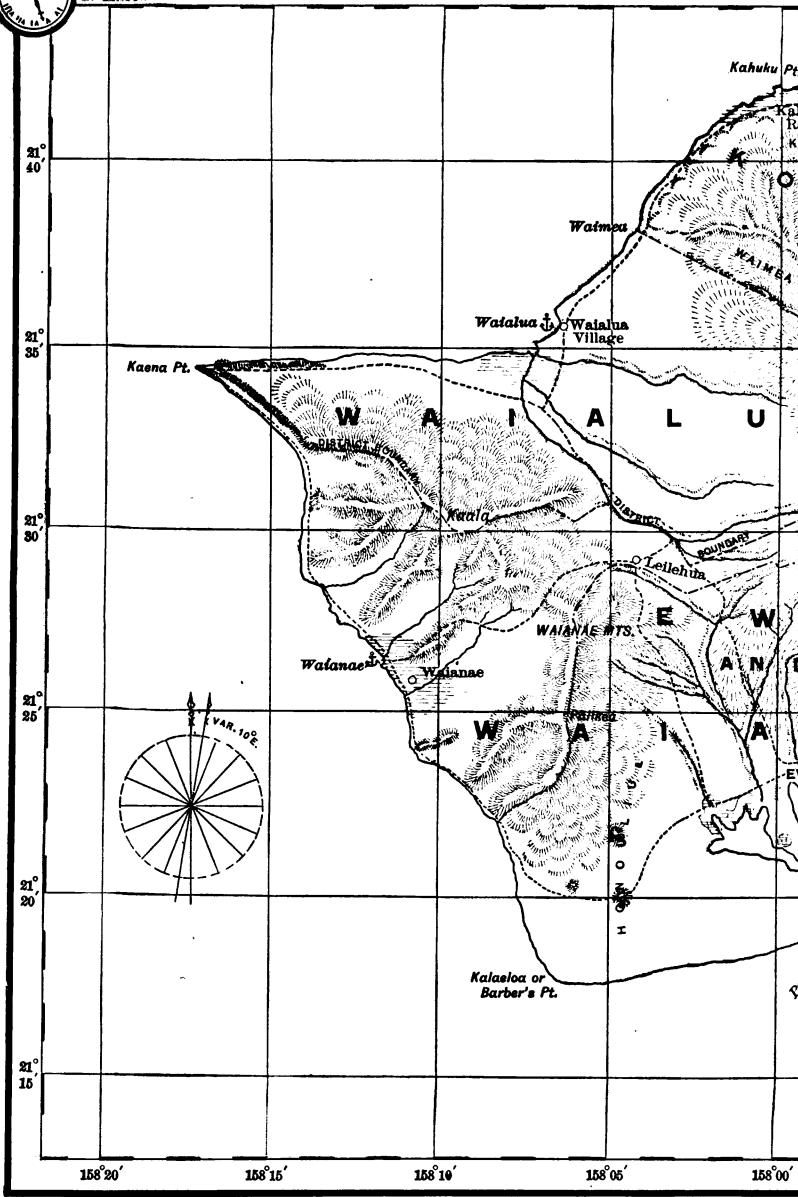 Kahuku Pt.
K
21°
40′
K
Waimea
WAIMEA
Waialua
Waialua
Village
21°
35′
Kaena Pt.
W A I A L U
DISTRICT BOUNDARY
Kaala
21°
30′
DISTRICT
BOUNDARY
Leilehua
E W
WAIANAE MTS.
A N
Waianae
Waianae
21°
25′
VAR. 10°E.
Palikea
W A I A
21°
20′
Kalaeloa or
Barber's Pt.
21°
15′
158°20′ 158°15′ 158°10′ 158°05′ 158°00′